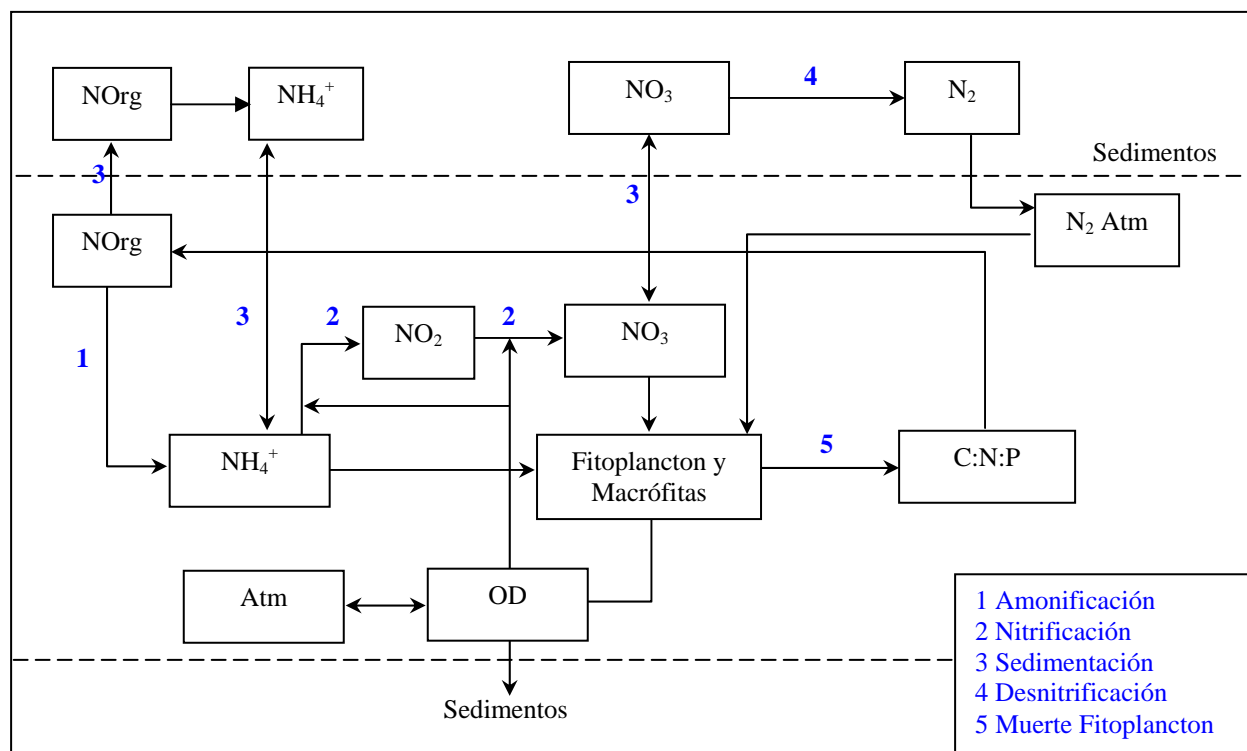 NOrg
NH₄⁺
NO₃
4
N₂
Sedimentos
3
3
NOrg
N₂ Atm
3
2
NO₂
2
NO₃
1
NH₄⁺
Fitoplancton y
Macrófitas
5
C:N:P
Atm
OD
Sedimentos
1 Amonificación
2 Nitrificación
3 Sedimentación
4 Desnitrificación
5 Muerte Fitoplancton